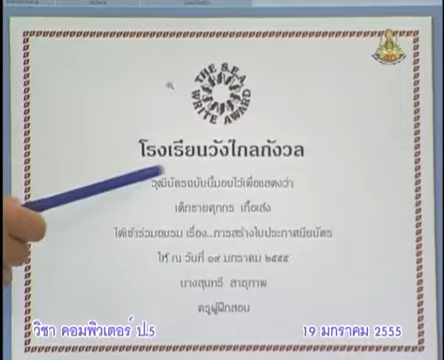 THE S.E.A. WRITE AWARD
โรงเรียนวังไกลกังวล
วุฒิบัตรฉบับนี้มอบไว้เพื่อแสดงว่า
เด็กชายศุภกร เกื้อเส้ง
ได้เข้าร่วมอบรม เรื่อง...การสร้างใบประกาศนียบัตร
ให้ ณ วันที่ ๑๙ มกราคม ๒๕๕๕
นางสุนทรี สาธุภาพ
ครูผู้ฝึกสอน
วิชา คอมพิวเตอร์ ป.5
19 มกราคม 2555